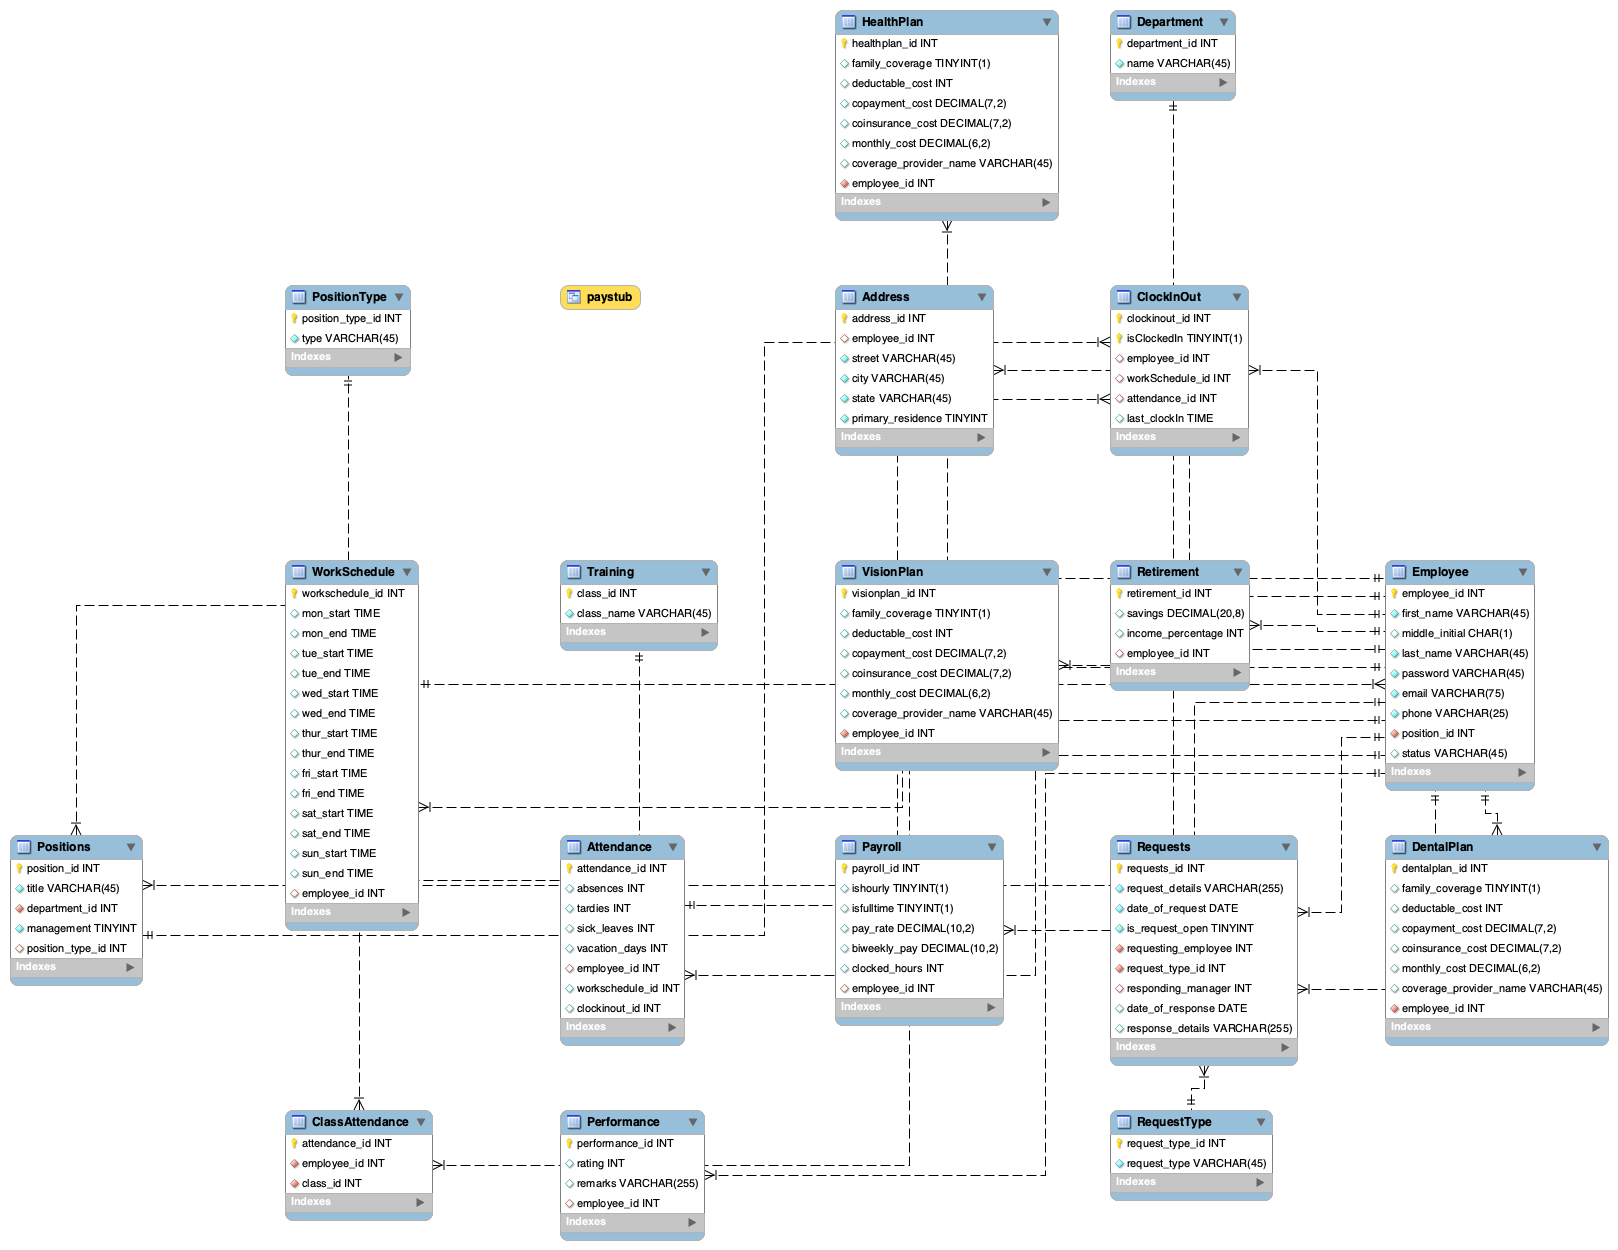 HealthPlan
healthplan_id INT
family_coverage TINYINT(1)
deductable_cost INT
copayment_cost DECIMAL(7,2)
coinsurance_cost DECIMAL(7,2)
monthly_cost DECIMAL(6,2)
coverage_provider_name VARCHAR(45)
employee_id INT
Indexes
Department
department_id INT
name VARCHAR(45)
Indexes
PositionType
position_type_id INT
type VARCHAR(45)
Indexes
paystub
Address
address_id INT
employee_id INT
street VARCHAR(45)
city VARCHAR(45)
state VARCHAR(45)
primary_residence TINYINT
Indexes
ClockInOut
clockinout_id INT
isClockedIn TINYINT(1)
employee_id INT
workSchedule_id INT
attendance_id INT
last_clockIn TIME
Indexes
WorkSchedule
workschedule_id INT
mon_start TIME
mon_end TIME
tue_start TIME
tue_end TIME
wed_start TIME
wed_end TIME
thur_start TIME
thur_end TIME
fri_start TIME
fri_end TIME
sat_start TIME
sat_end TIME
sun_start TIME
sun_end TIME
employee_id INT
Indexes
Training
class_id INT
class_name VARCHAR(45)
Indexes
VisionPlan
visionplan_id INT
family_coverage TINYINT(1)
deductable_cost INT
copayment_cost DECIMAL(7,2)
coinsurance_cost DECIMAL(7,2)
monthly_cost DECIMAL(6,2)
coverage_provider_name VARCHAR(45)
employee_id INT
Indexes
Retirement
retirement_id INT
savings DECIMAL(20,8)
income_percentage INT
employee_id INT
Indexes
Employee
employee_id INT
first_name VARCHAR(45)
middle_initial CHAR(1)
last_name VARCHAR(45)
password VARCHAR(45)
email VARCHAR(75)
phone VARCHAR(25)
position_id INT
status VARCHAR(45)
Indexes
Positions
position_id INT
title VARCHAR(45)
department_id INT
management TINYINT
position_type_id INT
Indexes
Attendance
attendance_id INT
absences INT
tardies INT
sick_leaves INT
vacation_days INT
employee_id INT
workschedule_id INT
clockinout_id INT
Indexes
Payroll
payroll_id INT
ishourly TINYINT(1)
isfulltime TINYINT(1)
pay_rate DECIMAL(10,2)
biweekly_pay DECIMAL(10,2)
clocked_hours INT
employee_id INT
Indexes
Requests
requests_id INT
request_details VARCHAR(255)
date_of_request DATE
is_request_open TINYINT
requesting_employee INT
request_type_id INT
responding_manager INT
date_of_response DATE
response_details VARCHAR(255)
Indexes
DentalPlan
dentalplan_id INT
family_coverage TINYINT(1)
deductable_cost INT
copayment_cost DECIMAL(7,2)
coinsurance_cost DECIMAL(7,2)
monthly_cost DECIMAL(6,2)
coverage_provider_name VARCHAR(45)
employee_id INT
Indexes
ClassAttendance
attendance_id INT
employee_id INT
class_id INT
Indexes
Performance
performance_id INT
rating INT
remarks VARCHAR(255)
employee_id INT
Indexes
RequestType
request_type_id INT
request_type VARCHAR(45)
Indexes